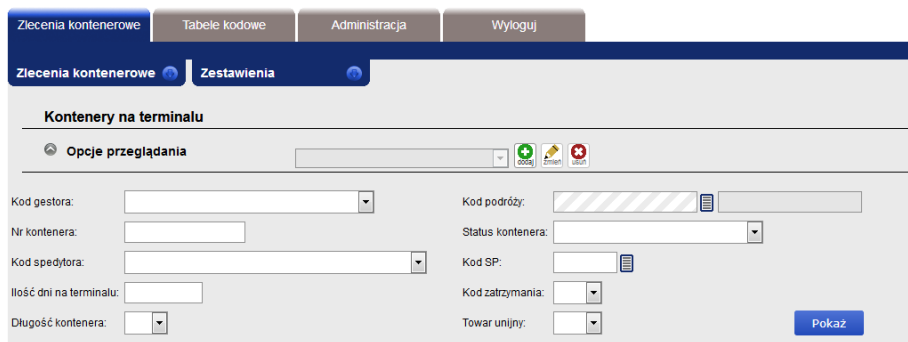 Zlecenia kontenerowe Tabele kodowe Administracja Wyloguj
Zlecenia kontenerowe Zestawienia
Kontenery na terminalu
Opcje przeglądania dodaj zmień usuń
Kod gestora: Kod podróży:
Nr kontenera: Status kontenera:
Kod spedytora: Kod SP:
Ilość dni na terminalu: Kod zatrzymania:
Długość kontenera: Towar unijny: Pokaż